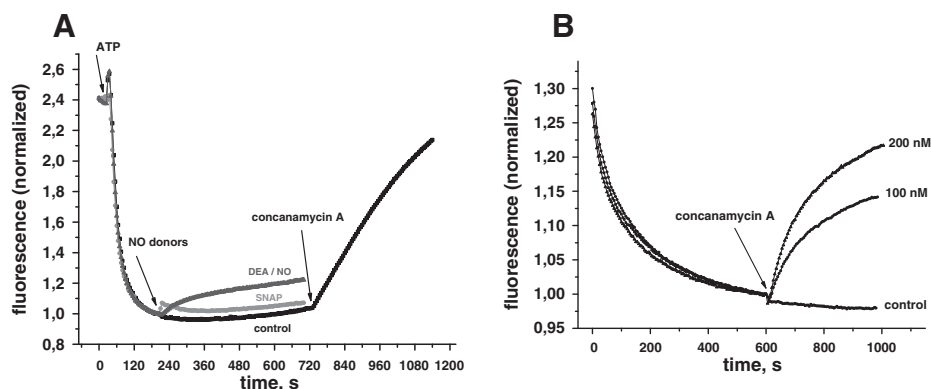 A
ATP
fluorescence (normalized)
2,6
2,4
2,2
2,0
1,8
1,6
1,4
1,2
1,0
0,8
NO donors
concanamycin A
DEA / NO
SNAP
control
0 120 240 360 480 600 720 840 960 1080 1200
time, s
B
fluorescence (normalized)
1,30
1,25
1,20
1,15
1,10
1,05
1,00
0,95
concanamycin A
200 nM
100 nM
control
0 200 400 600 800 1000
time, s